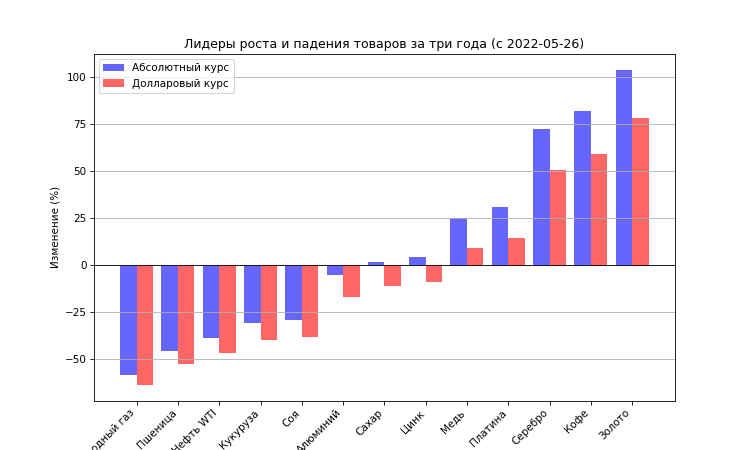 Лидеры роста и падения товаров за три года (с 2022-05-26)
Абсолютный курс
Долларовый курс
Изменение (%)
100
75
50
25
0
−25
−50
газ
Пшеница
Нефть WTI
Кукуруза
Соя
Алюминий
Сахар
Цинк
Медь
Платина
Серебро
Кофе
Золото